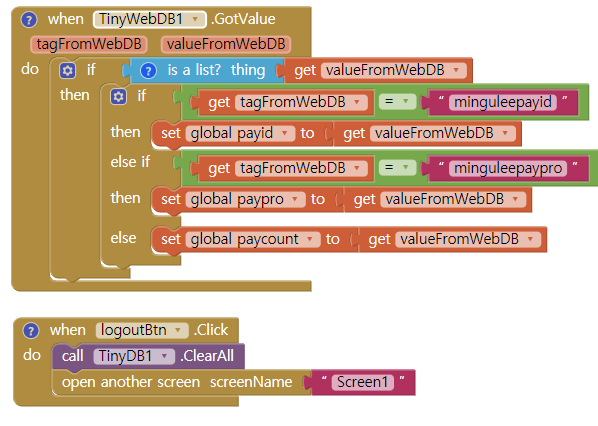 ? when TinyWebDB1 .GotValue
tagFromWebDB valueFromWebDB
do if ? is a list? thing get valueFromWebDB
then if get tagFromWebDB = " minguleepayid "
then set global payid to get valueFromWebDB
else if get tagFromWebDB = " minguleepaypro "
then set global paypro to get valueFromWebDB
else set global paycount to get valueFromWebDB
? when logoutBtn .Click
do call TinyDB1 .ClearAll
open another screen screenName " Screen1 "